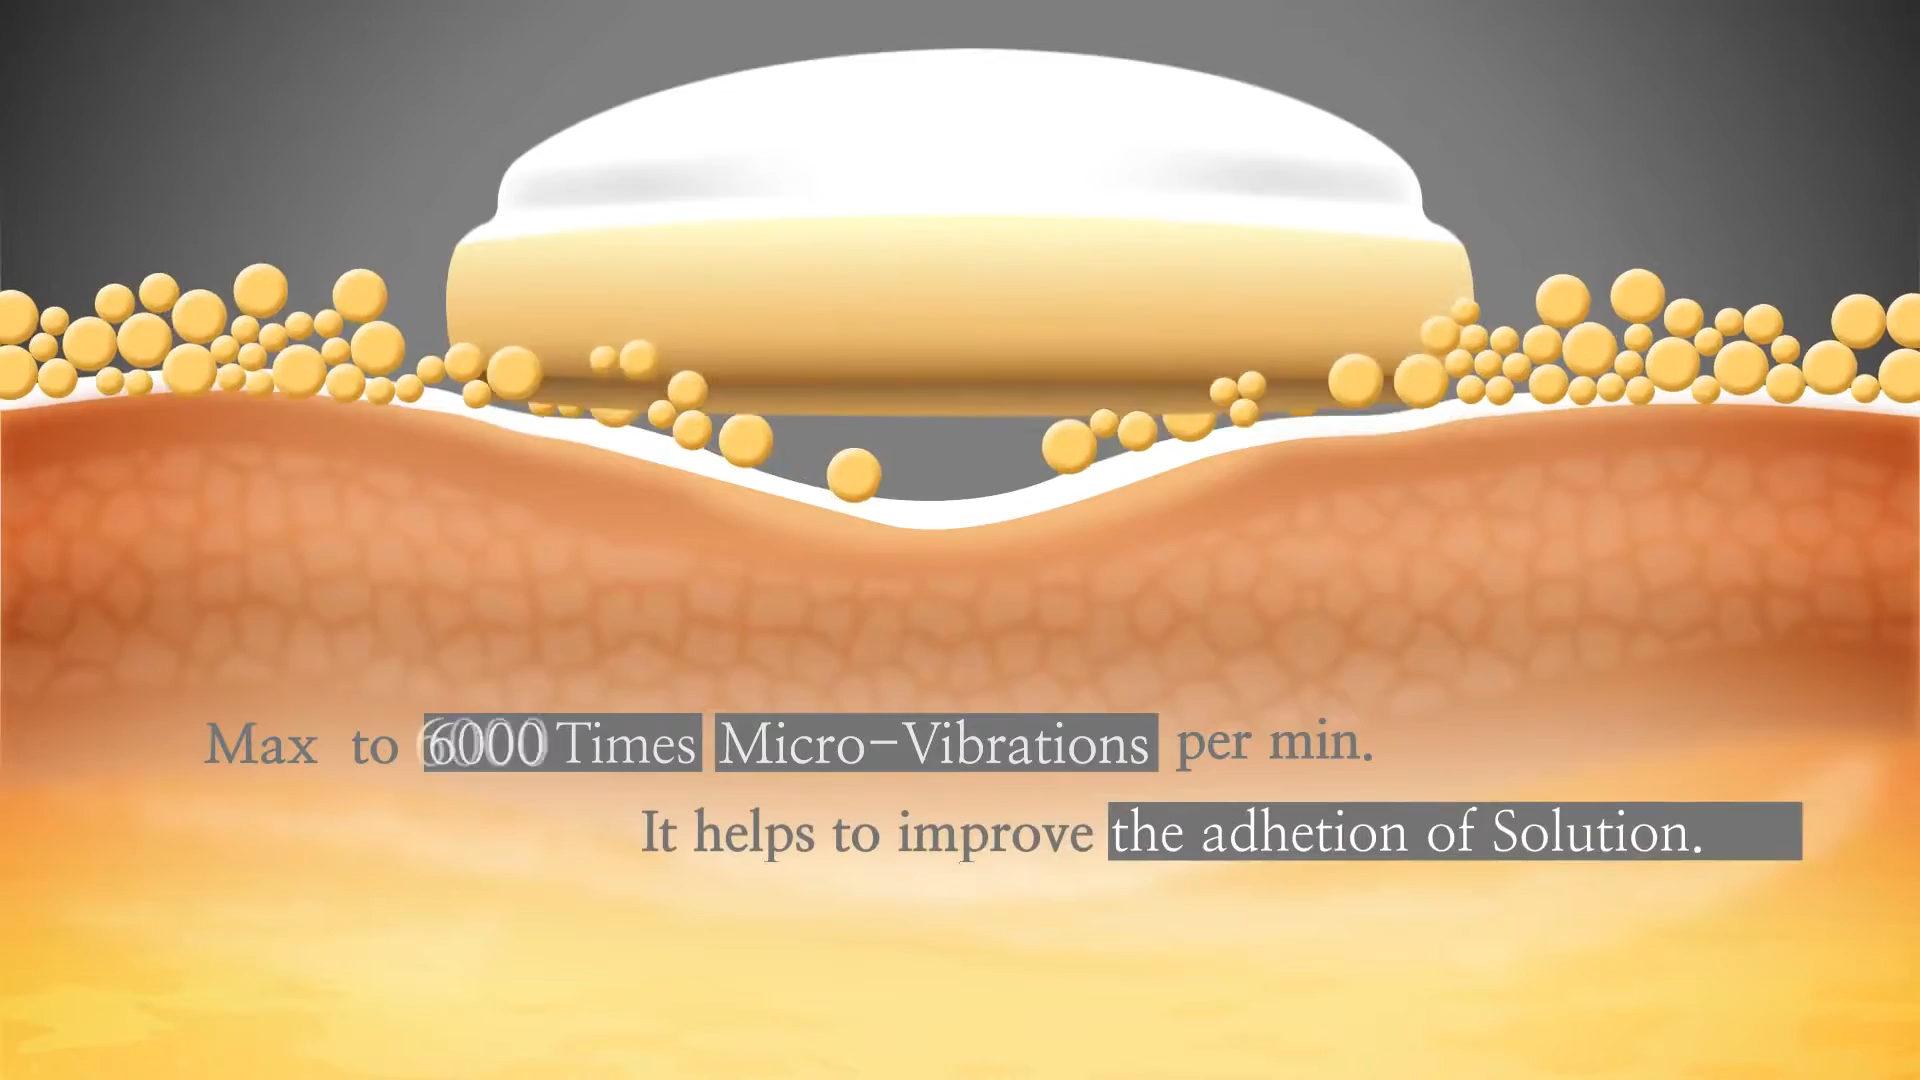 Max to 6000 Times Micro-Vibrations per min.
It helps to improve the adhetion of Solution.